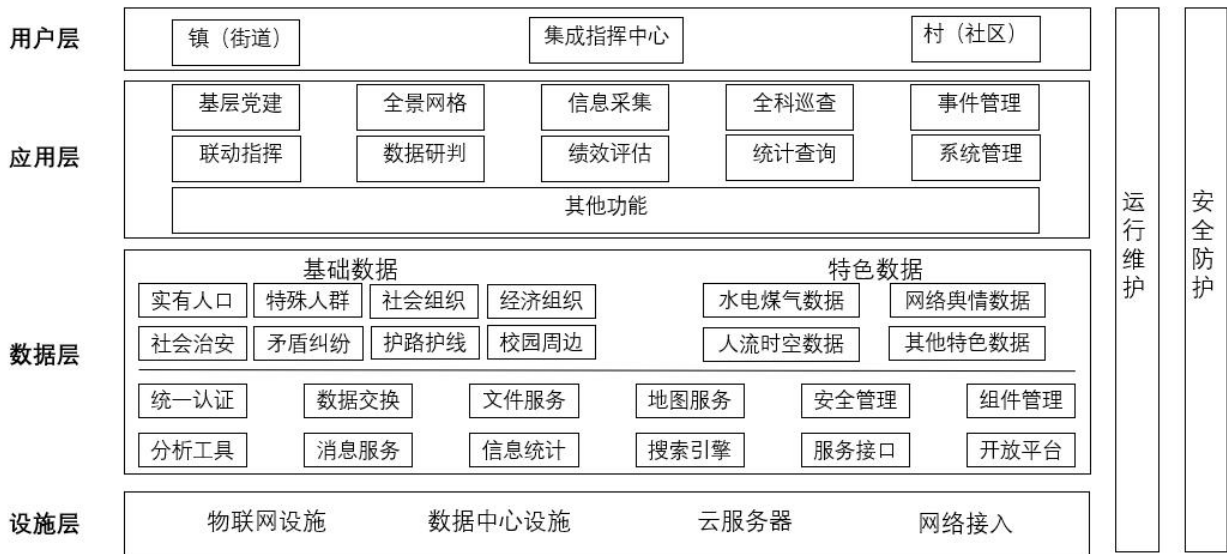 用户层
镇（街道） 集成指挥中心 村（社区）
应用层
基层党建 全景网格 信息采集 全科巡查 事件管理
联动指挥 数据研判 绩效评估 统计查询 系统管理
其他功能
数据层
基础数据 特色数据
实有人口 特殊人群 社会组织 经济组织 水电煤气数据 网络舆情数据
社会治安 矛盾纠纷 护路护线 校园周边 人流时空数据 其他特色数据
统一认证 数据交换 文件服务 地图服务 安全管理 组件管理
分析工具 消息服务 信息统计 搜索引擎 服务接口 开放平台
设施层
物联网设施 数据中心设施 云服务器 网络接入
运行维护
安全防护